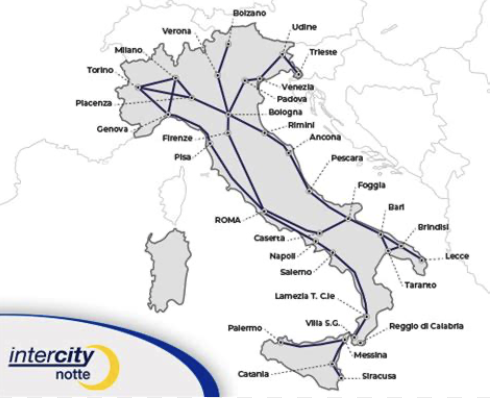 Bolzano
Verona
Udine
Milano
Trieste
Torino
Venezia
Padova
Piacenza
Bologna
Genova
Rimini
Firenze
Ancona
Pisa
Pescara
Foggia
ROMA
Bari
Caserta
Brindisi
Napoli
Lecce
Salerno
Taranto
Lamezia T. C.le
Villa S.G.
Palermo
Reggio di Calabria
Messina
Catania
Siracusa
intercity
notte